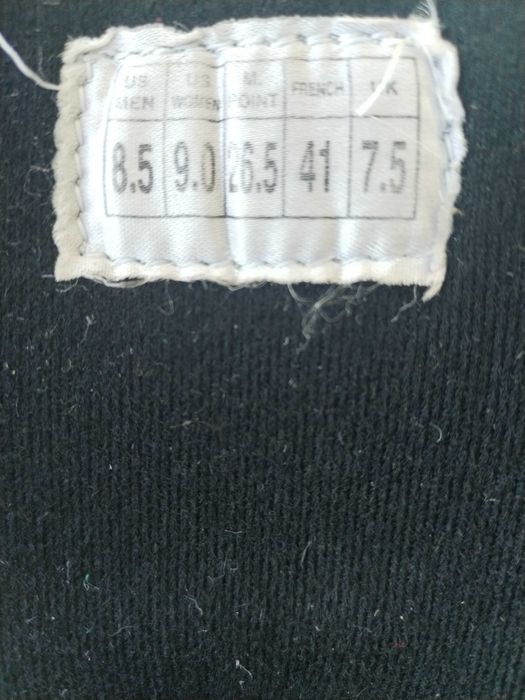 US MEN US WOMEN M. POINT FRENCH UK
8.5 9.0 26.5 41 7.5